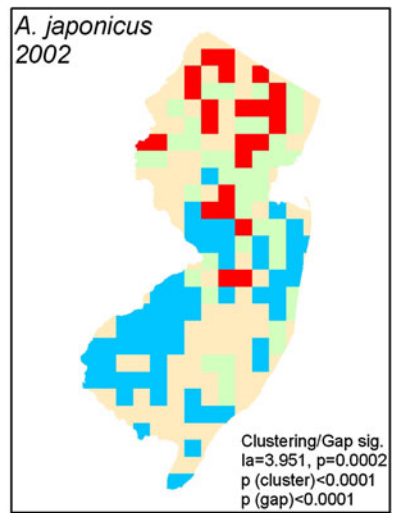 A. japonicus
2002
Clustering/Gap sig.
Ia=3.951, p=0.0002
p (cluster)<0.0001
p (gap)<0.0001